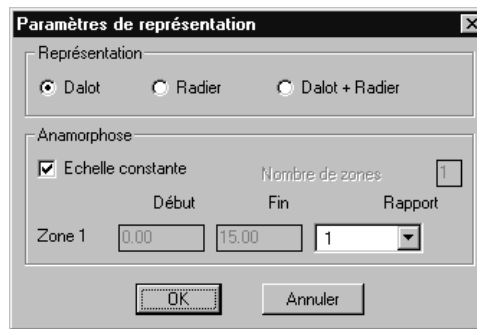 Paramètres de représentation
Représentation
Dalot Radier Dalot + Radier
Anamorphose
Echelle constante Nombre de zones 1
Début Fin Rapport
Zone 1 0.00 15.00 1
OK Annuler